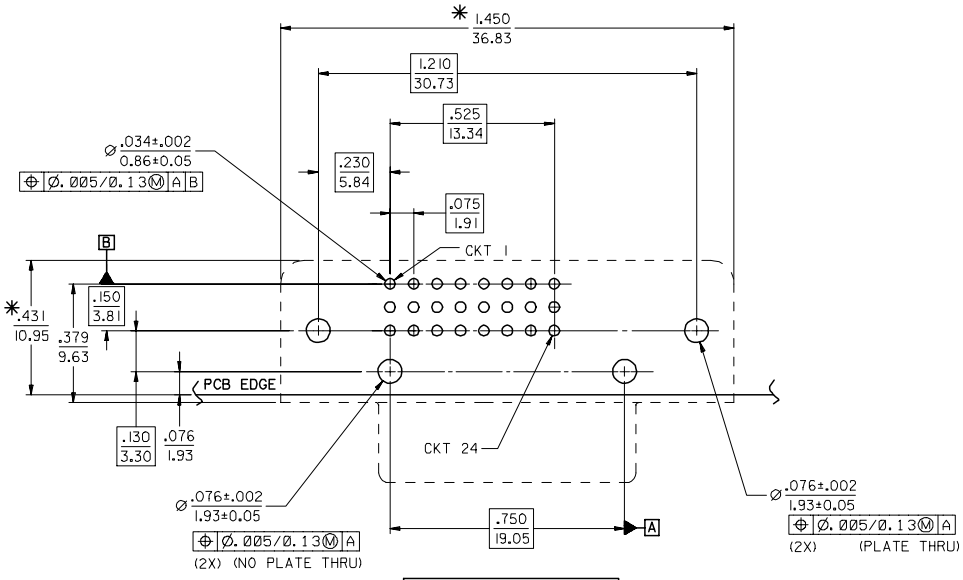 * 1.450
36.83
1.210
30.73
.525
13.34
⌀ .034±.002
0.86±0.05
⌖ Ø.005/0.13Ⓜ A B
.230
5.84
.075
1.91
CKT 1
B
.150
3.81
* .431
10.95
.379
9.63
PCB EDGE
.130
3.30
.076
1.93
CKT 24
⌀ .076±.002
1.93±0.05
⌖ Ø.005/0.13Ⓜ A
(2X) (NO PLATE THRU)
.750
19.05
A
⌀ .076±.002
1.93±0.05
⌖ Ø.005/0.13Ⓜ A
(2X) (PLATE THRU)